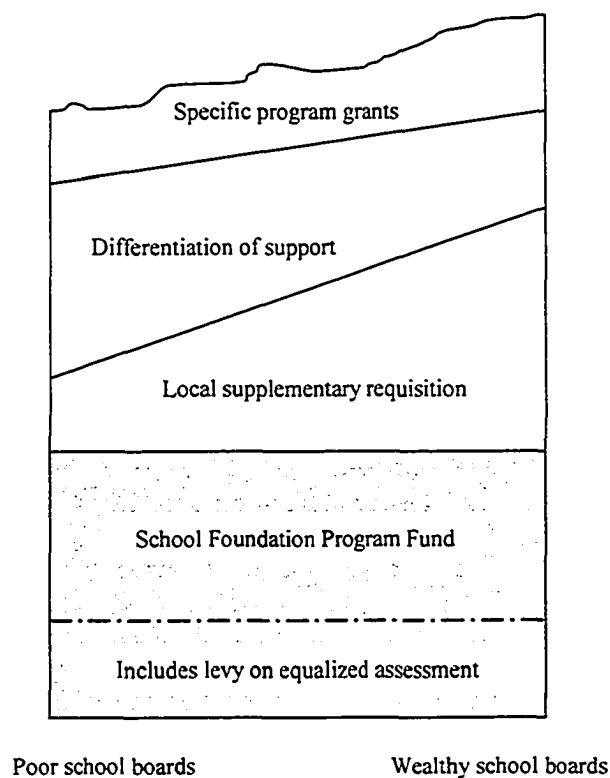 Specific program grants
Differentiation of support
Local supplementary requisition
School Foundation Program Fund
Includes levy on equalized assessment
Poor school boards Wealthy school boards